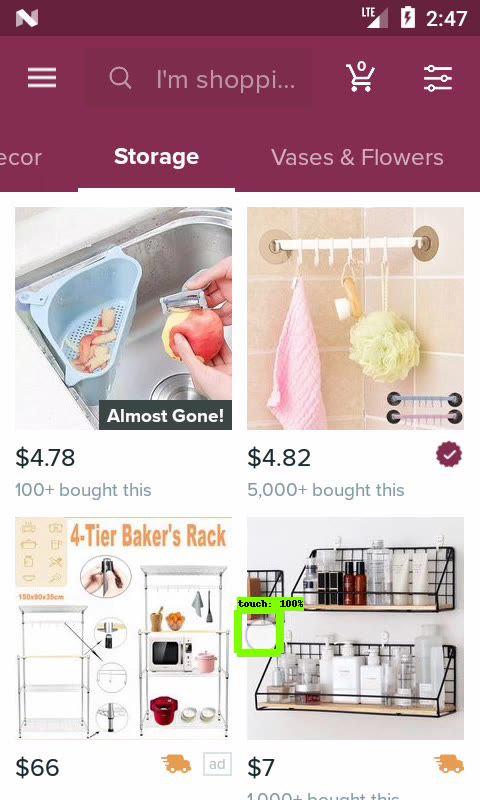 LTE
2:47
I'm shoppi...
0
ecor
Storage
Vases & Flowers
Almost Gone!
$4.78
100+ bought this
$4.82
5,000+ bought this
4-Tier Baker's Rack
150x90x35cm
touch: 100%
$66
ad
$7
1,000+ bought this